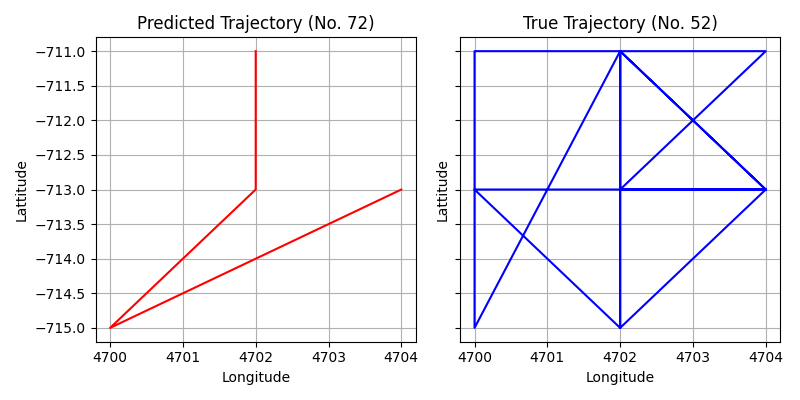 Predicted Trajectory (No. 72)
True Trajectory (No. 52)
−711.0
−711.5
−712.0
−712.5
−713.0
−713.5
−714.0
−714.5
−715.0
Lattitude
Lattitude
4700 4701 4702 4703 4704
4700 4701 4702 4703 4704
Longitude
Longitude